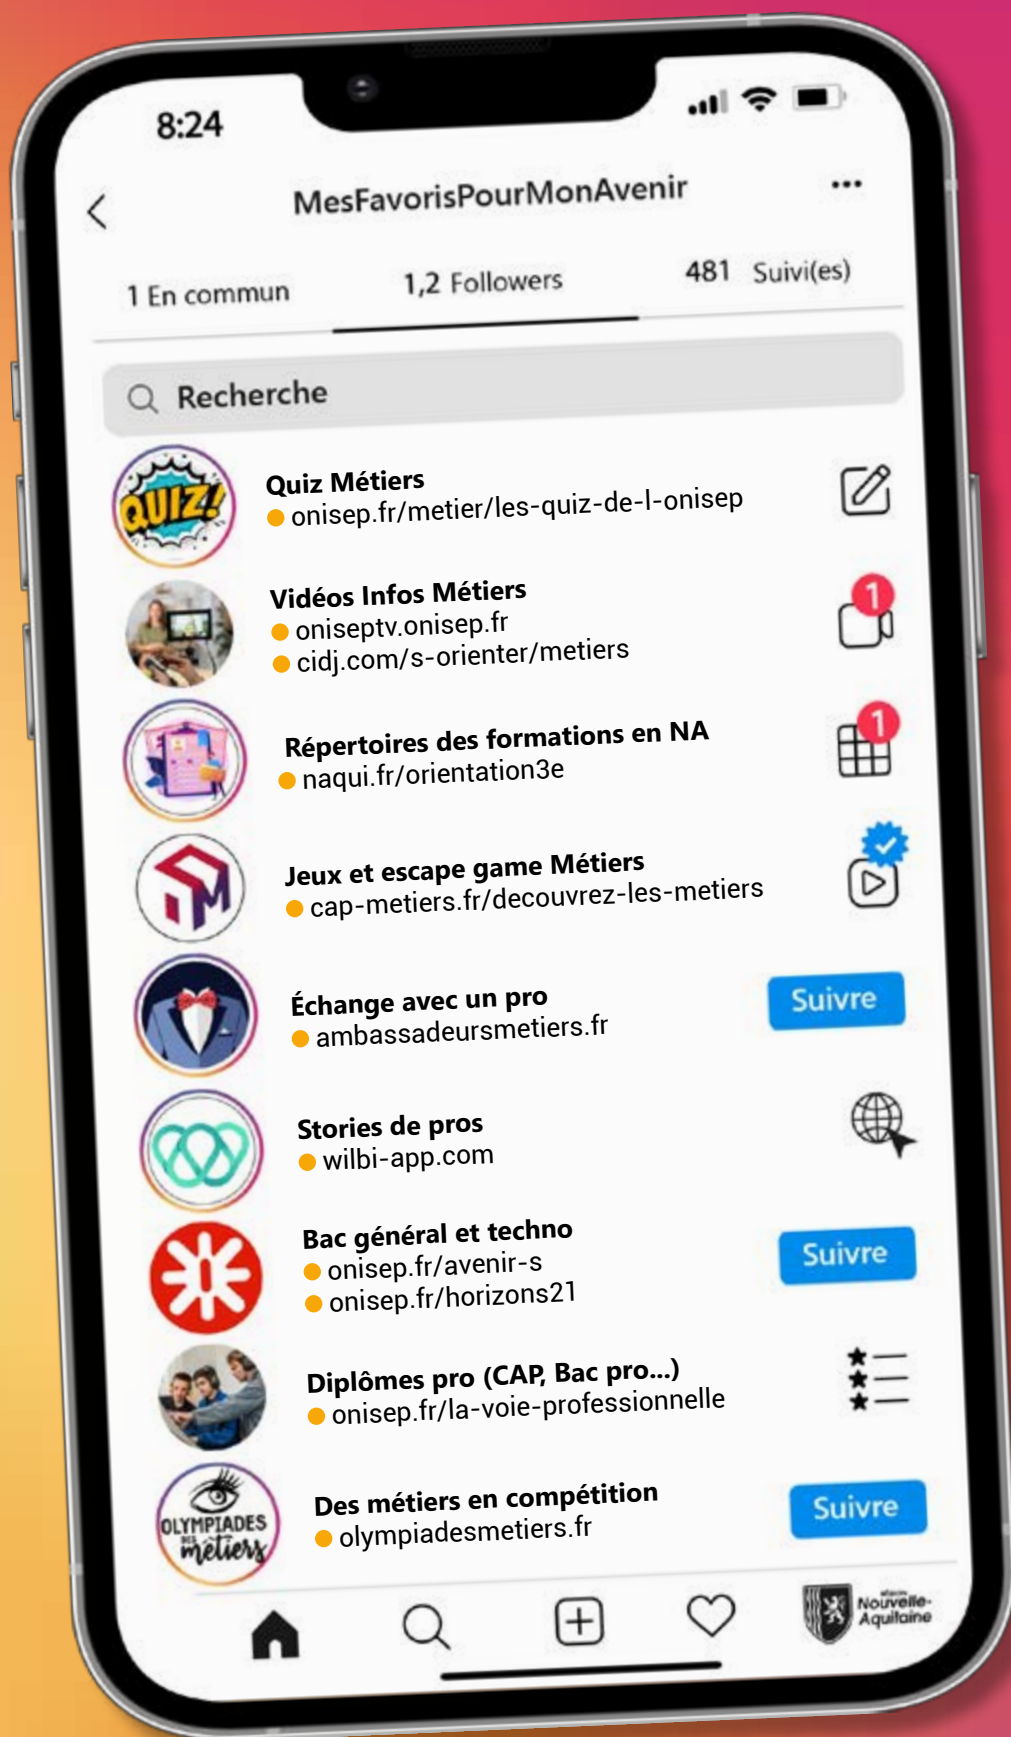 8:24
MesFavorisPourMonAvenir
1 En commun
1,2 Followers
481 Suivi(es)
Recherche
QUIZ!
Quiz Métiers
onisep.fr/metier/les-quiz-de-l-onisep
Vidéos Infos Métiers
1
oniseptv.onisep.fr
cidj.com/s-orienter/metiers
Répertoires des formations en NA
1
naqui.fr/orientation3e
Jeux et escape game Métiers
cap-metiers.fr/decouvrez-les-metiers
Échange avec un pro
Suivre
ambassadeursmetiers.fr
Stories de pros
wilbi-app.com
Bac général et techno
Suivre
onisep.fr/avenir-s
onisep.fr/horizons21
Diplômes pro (CAP, Bac pro...)
onisep.fr/la-voie-professionnelle
OLYMPIADES
DES
métiers
Des métiers en compétition
Suivre
olympiadesmetiers.fr
Nouvelle-
Aquitaine